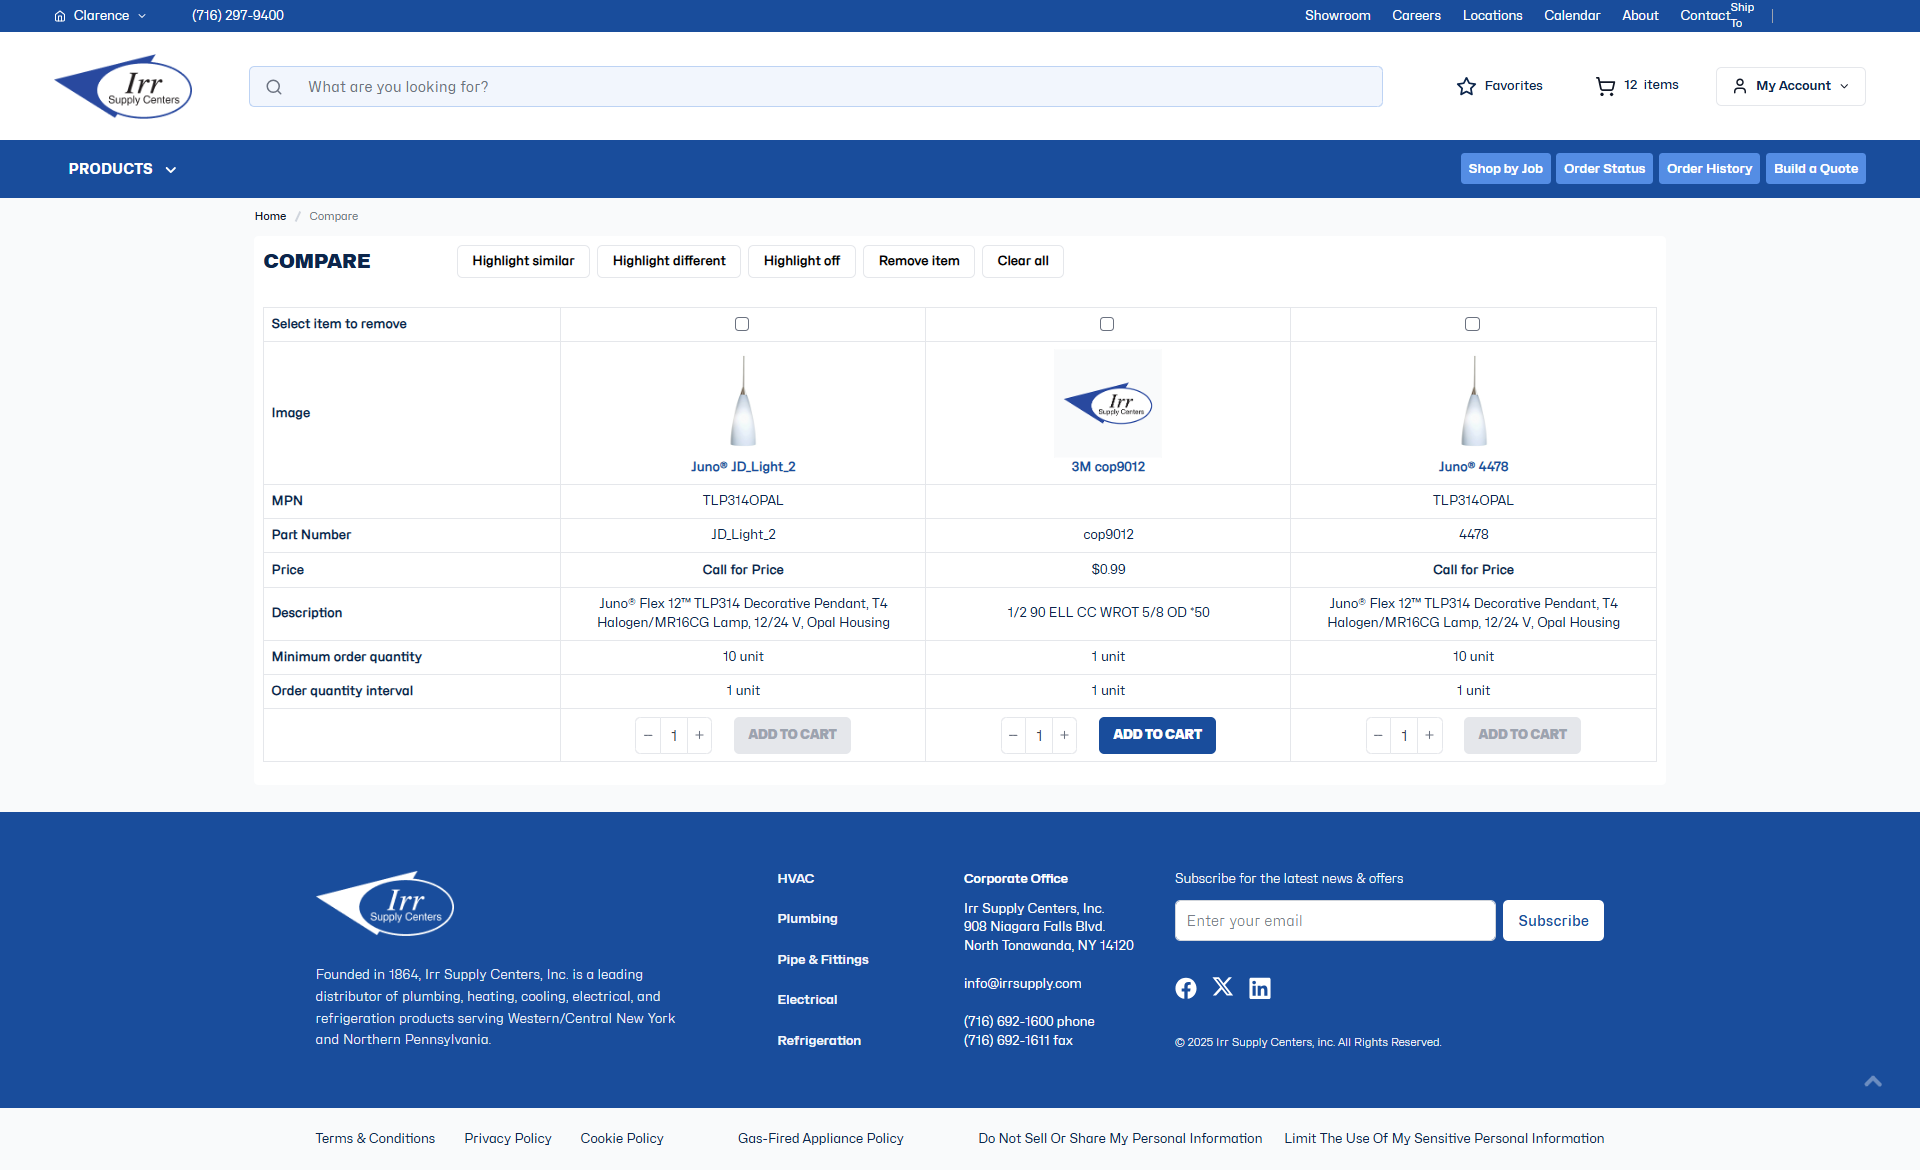 Clarence
(716) 297-9400
Showroom
Careers
Locations
Calendar
About
Contact
Ship To
Irr
Supply Centers
What are you looking for?
Favorites
12 items
My Account
PRODUCTS
Shop by Job
Order Status
Order History
Build a Quote
Home / Compare
COMPARE
Highlight similar
Highlight different
Highlight off
Remove item
Clear all
Select item to remove
Image
Juno® JD_Light_2
Irr
Supply Centers
3M cop9012
Juno® 4478
MPN
TLP314OPAL
TLP314OPAL
Part Number
JD_Light_2
cop9012
4478
Price
Call for Price
$0.99
Call for Price
Description
Juno® Flex 12™ TLP314 Decorative Pendant, T4
Halogen/MR16CG Lamp, 12/24 V, Opal Housing
1/2 90 ELL CC WROT 5/8 OD *50
Juno® Flex 12™ TLP314 Decorative Pendant, T4
Halogen/MR16CG Lamp, 12/24 V, Opal Housing
Minimum order quantity
10 unit
1 unit
10 unit
Order quantity interval
1 unit
1 unit
1 unit
− 1 +
ADD TO CART
− 1 +
ADD TO CART
− 1 +
ADD TO CART
Irr
Supply Centers
Founded in 1864, Irr Supply Centers, Inc. is a leading
distributor of plumbing, heating, cooling, electrical, and
refrigeration products serving Western/Central New York
and Northern Pennsylvania.
HVAC
Plumbing
Pipe & Fittings
Electrical
Refrigeration
Corporate Office
Irr Supply Centers, Inc.
908 Niagara Falls Blvd.
North Tonawanda, NY 14120
info@irrsupply.com
(716) 692-1600 phone
(716) 692-1611 fax
Subscribe for the latest news & offers
Enter your email
Subscribe
© 2025 Irr Supply Centers, inc. All Rights Reserved.
Terms & Conditions
Privacy Policy
Cookie Policy
Gas-Fired Appliance Policy
Do Not Sell Or Share My Personal Information
Limit The Use Of My Sensitive Personal Information